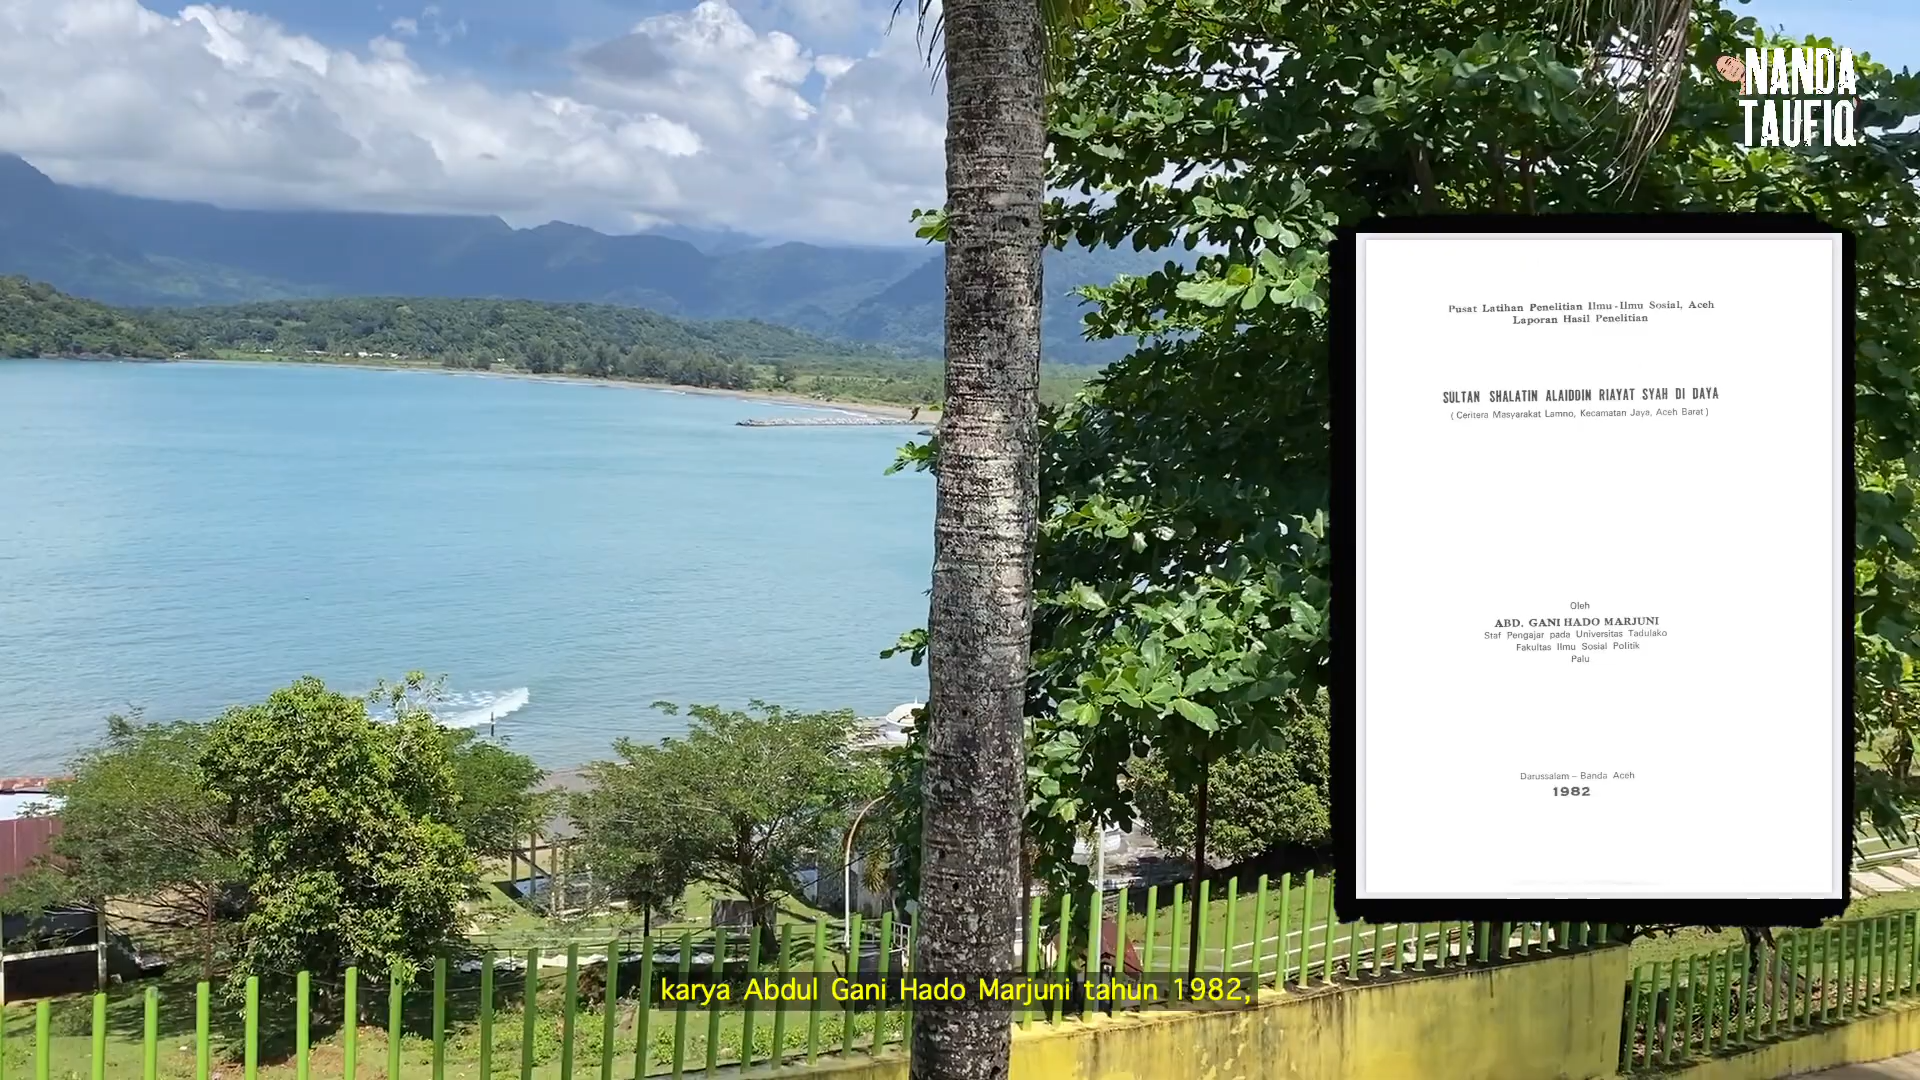 NANDA
TAUFIQ
Pusat Latihan Penelitian Ilmu-Ilmu Sosial, Aceh
Laporan Hasil Penelitian
SULTAN SHALATIN ALAIDDIN RIAYAT SYAH DI DAYA
( Ceritera Masyarakat Lamno, Kecamatan Jaya, Aceh Barat )
Oleh
ABD. GANI HADO MARJUNI
Staf Pengajar pada Universitas Tadulako
Fakultas Ilmu Sosial Politik
Palu
Darussalam – Banda Aceh
1982
karya Abdul Gani Hado Marjuni tahun 1982,